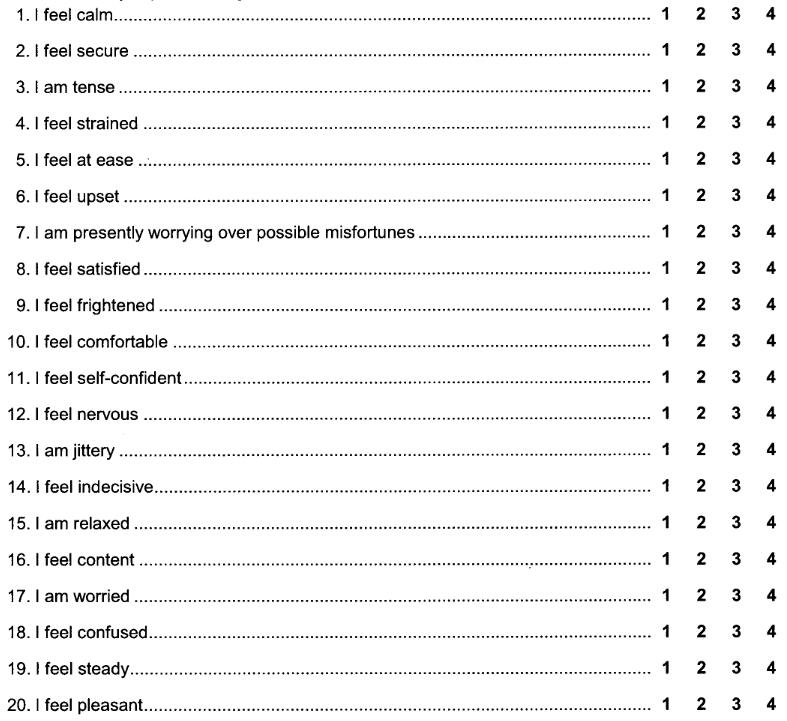 1. I feel calm.......... 1 2 3 4
2. I feel secure .......... 1 2 3 4
3. I am tense .......... 1 2 3 4
4. I feel strained .......... 1 2 3 4
5. I feel at ease .......... 1 2 3 4
6. I feel upset .......... 1 2 3 4
7. I am presently worrying over possible misfortunes .......... 1 2 3 4
8. I feel satisfied .......... 1 2 3 4
9. I feel frightened .......... 1 2 3 4
10. I feel comfortable .......... 1 2 3 4
11. I feel self-confident .......... 1 2 3 4
12. I feel nervous .......... 1 2 3 4
13. I am jittery .......... 1 2 3 4
14. I feel indecisive.......... 1 2 3 4
15. I am relaxed .......... 1 2 3 4
16. I feel content .......... 1 2 3 4
17. I am worried .......... 1 2 3 4
18. I feel confused.......... 1 2 3 4
19. I feel steady.......... 1 2 3 4
20. I feel pleasant.......... 1 2 3 4